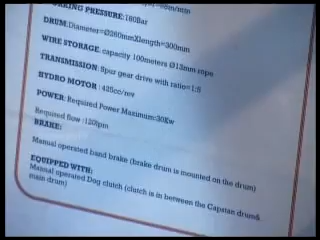 WORKING PRESSURE:180Bar
DRUM:Diameter=Ø260mmXlength=300mm
WIRE STORAGE: capacity 100meters Ø13mm rope
TRANSMISSION: Spur gear drive with ratio=1:5
HYDRO MOTOR : 425cc/rev
POWER: Required Power Maximum:30Kw
Required flow :120lpm
BRAKE:
Manual operated band brake (brake drum is mounted on the drum)
EQUIPPED WITH:
Manual operated Dog clutch (clutch is in between the Capstan drum&
main drum)